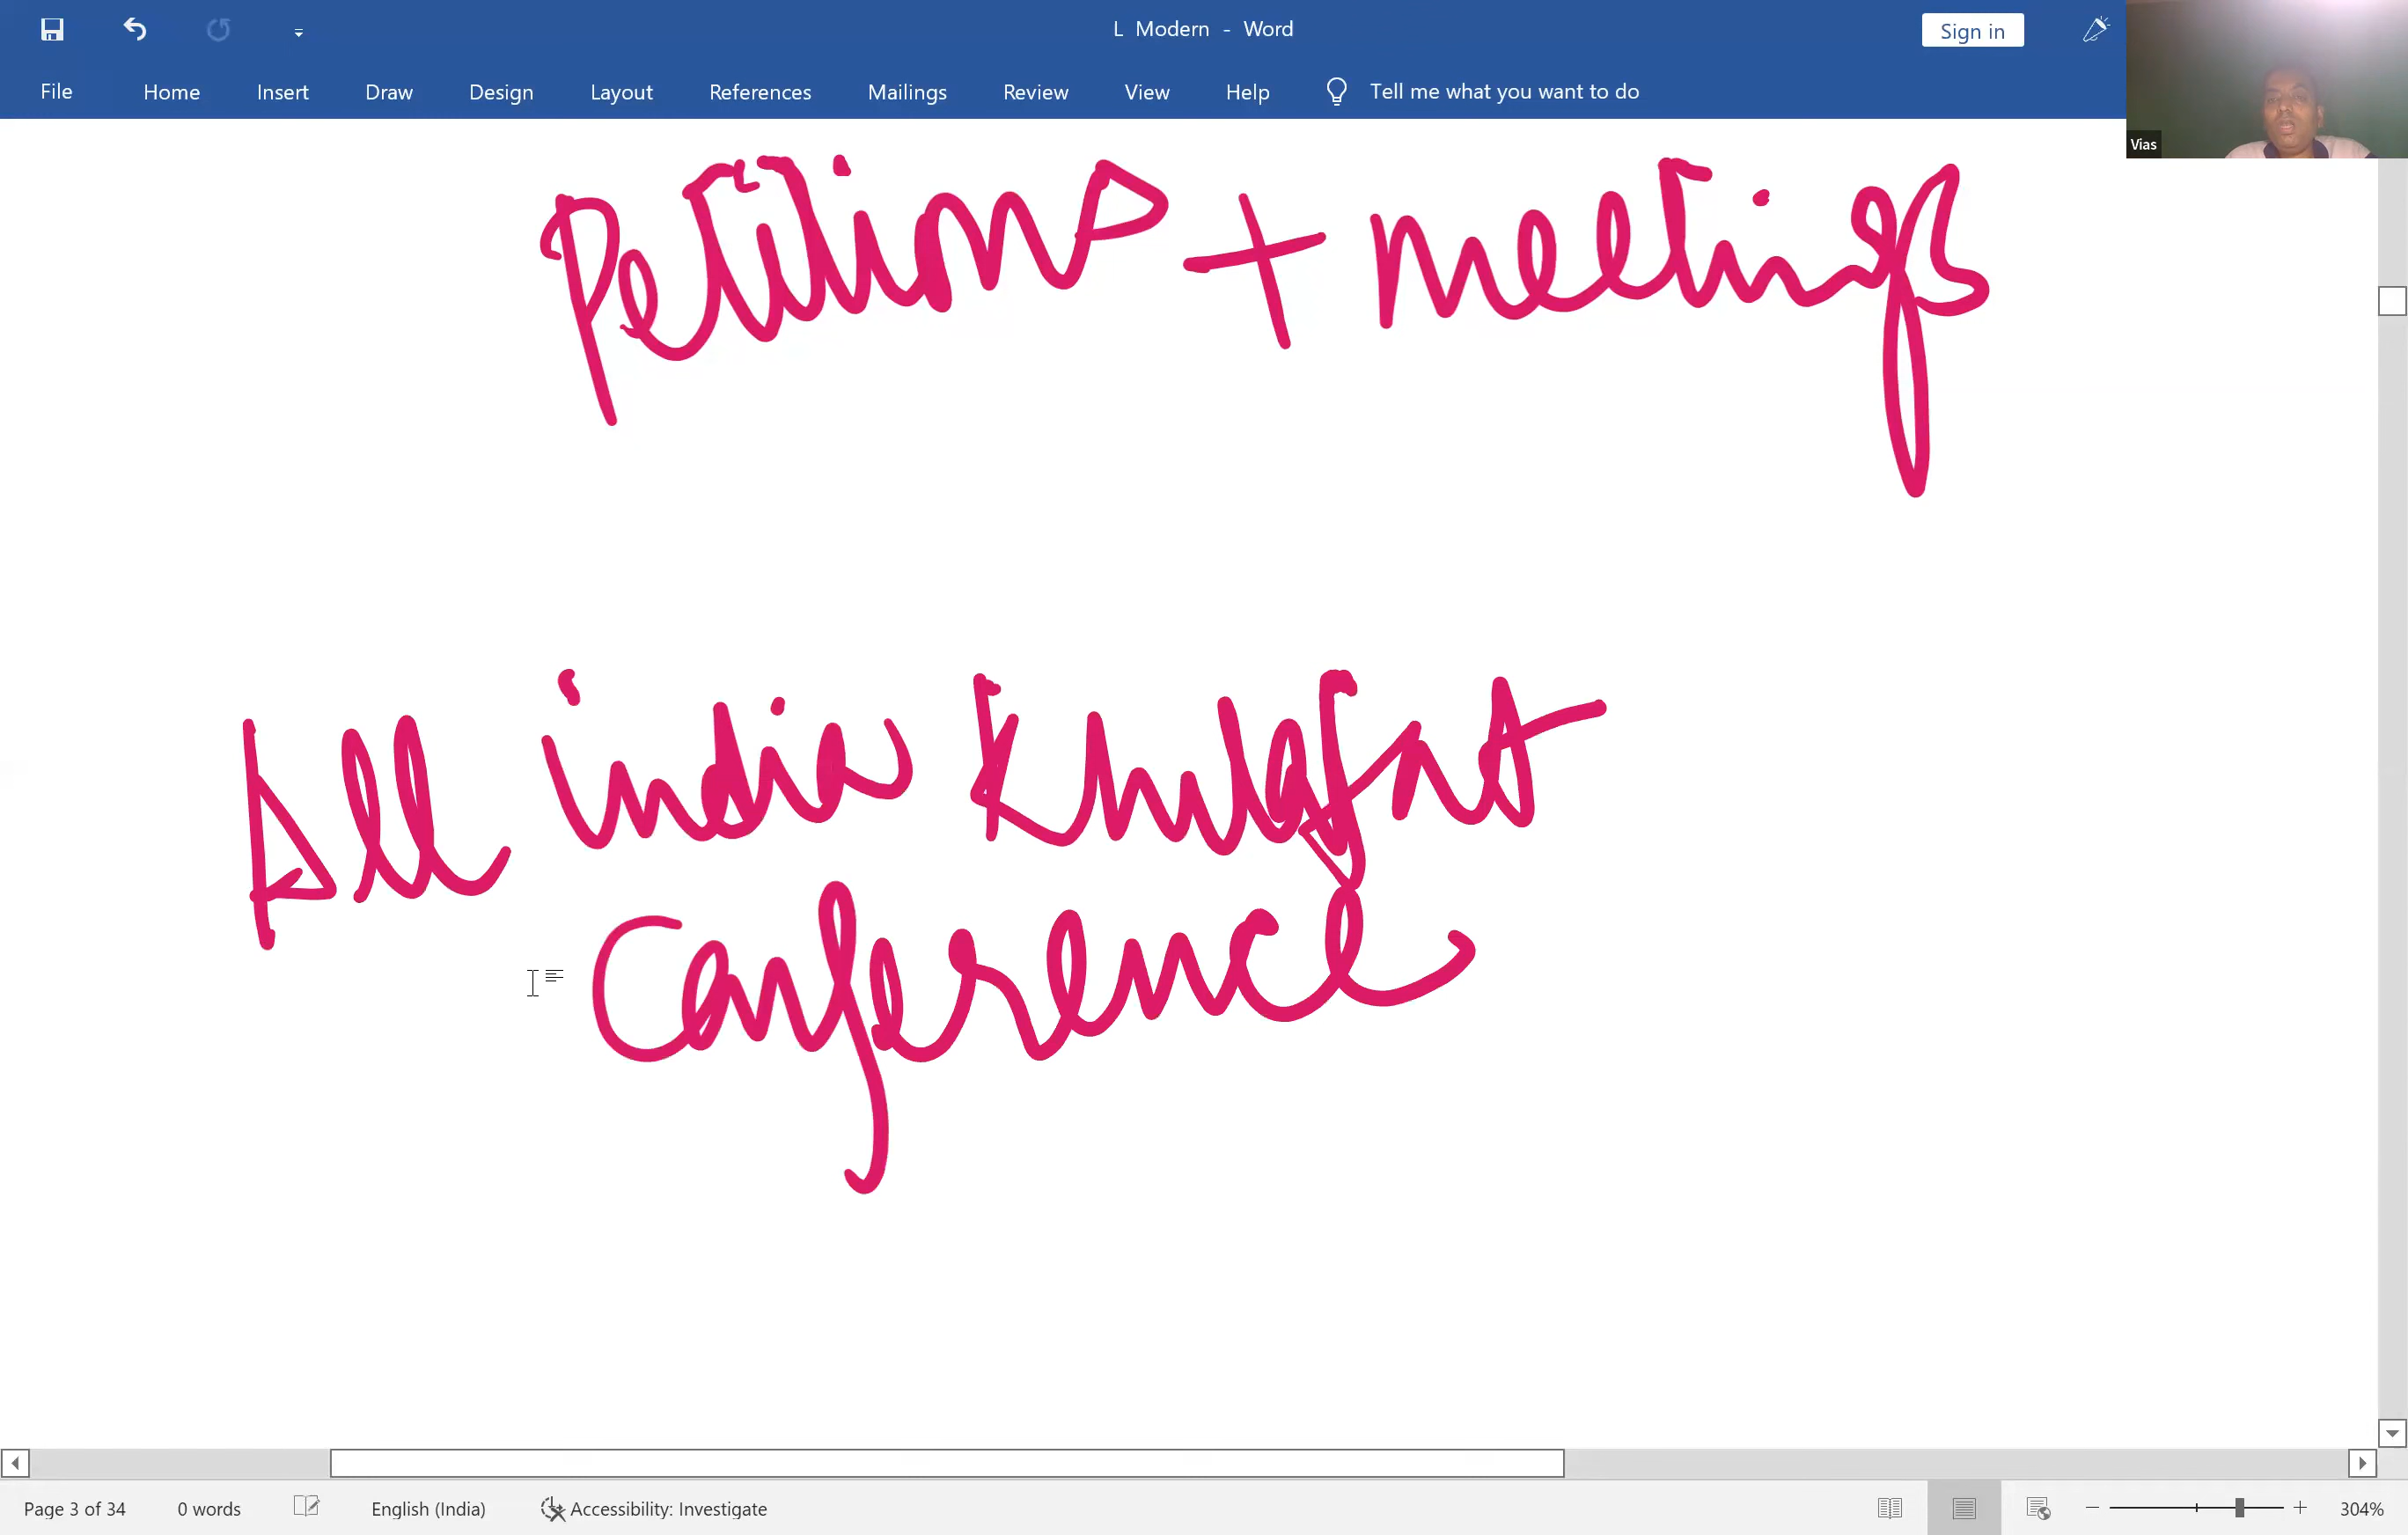 L Modern - Word
Sign in
File Home Insert Draw Design Layout References Mailings Review View Help Tell me what you want to do
Vias
Petitions + meetings
All india Khilafat
Conference
Page 3 of 34 0 words English (India) Accessibility: Investigate 304%